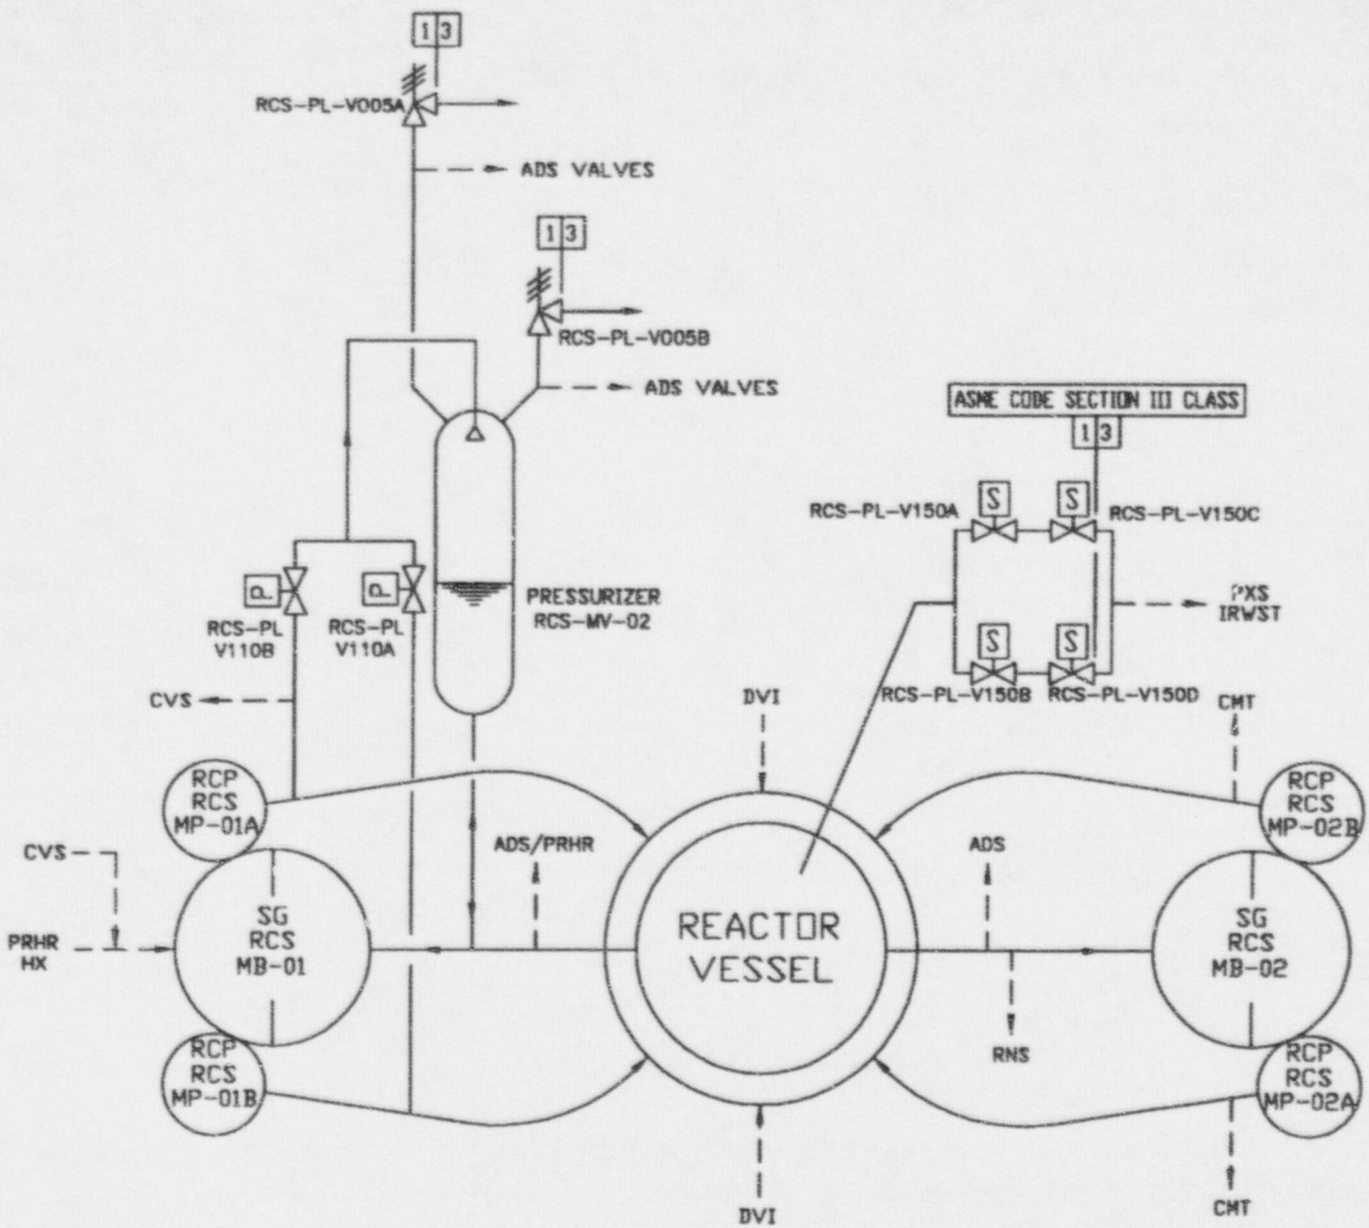 1 3
RCS-PL-V005A
ADS VALVES
1 3
RCS-PL-V005B
ADS VALVES
ASME CODE SECTION III CLASS
1 3
S
S
RCS-PL-V150A
RCS-PL-V150C
P
P
RCS-PL
V110B
RCS-PL
V110A
PRESSURIZER
RCS-MV-02
PXS
IRWST
S
S
RCS-PL-V150B
RCS-PL-V150D
CVS
DVI
CMT
RCP
RCS
MP-01A
RCP
RCS
MP-02B
CVS
ADS/PRHR
ADS
PRHR
HX
SG
RCS
MB-01
REACTOR
VESSEL
SG
RCS
MB-02
RNS
RCP
RCS
MP-01B
RCP
RCS
MP-02A
DVI
CMT